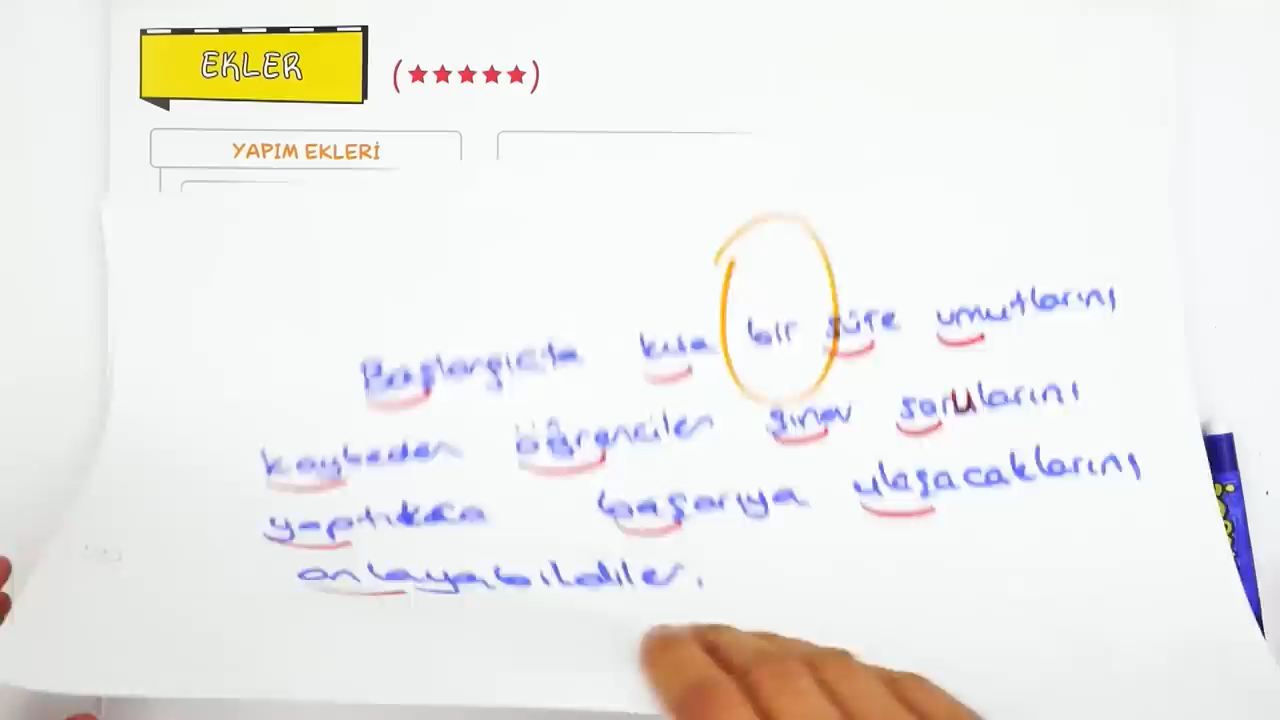 EKLER
(★★★★★)
YAPIM EKLERİ
Başlangıçta kısa bir süre umutlarını
kaybeden öğrenciler sınav sorularını
yaptıkça başarıya ulaşacaklarını
anlayabildiler.